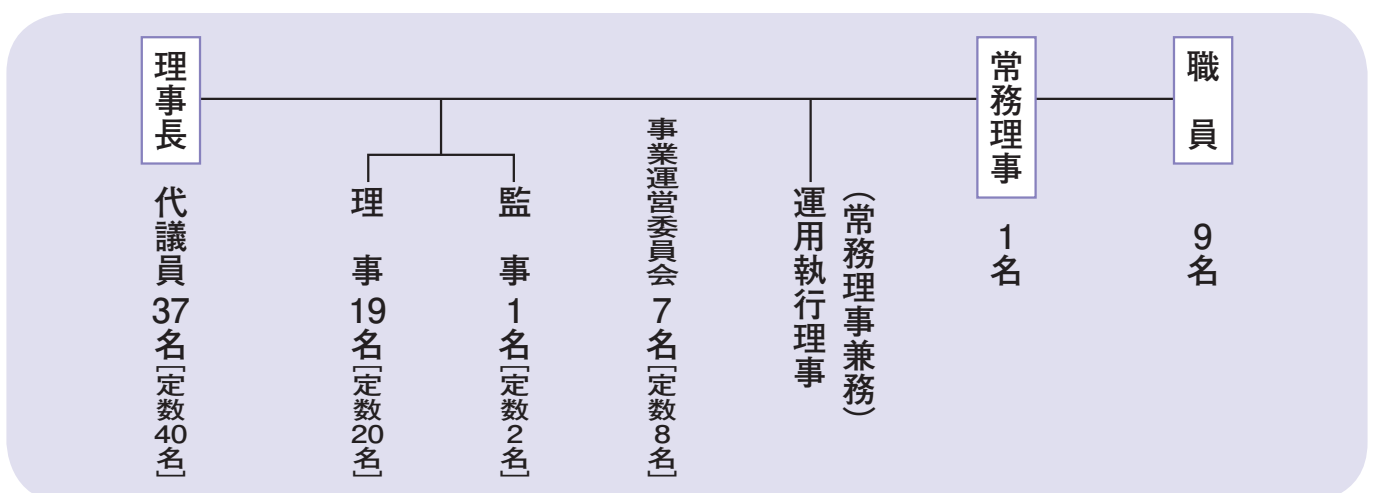 理事長
代議員 37名[定数40名]
理事 19名[定数20名]
監事 1名[定数2名]
事業運営委員会 7名[定数8名]
運用執行理事
(常務理事兼務)
常務理事
1名
職員
9名